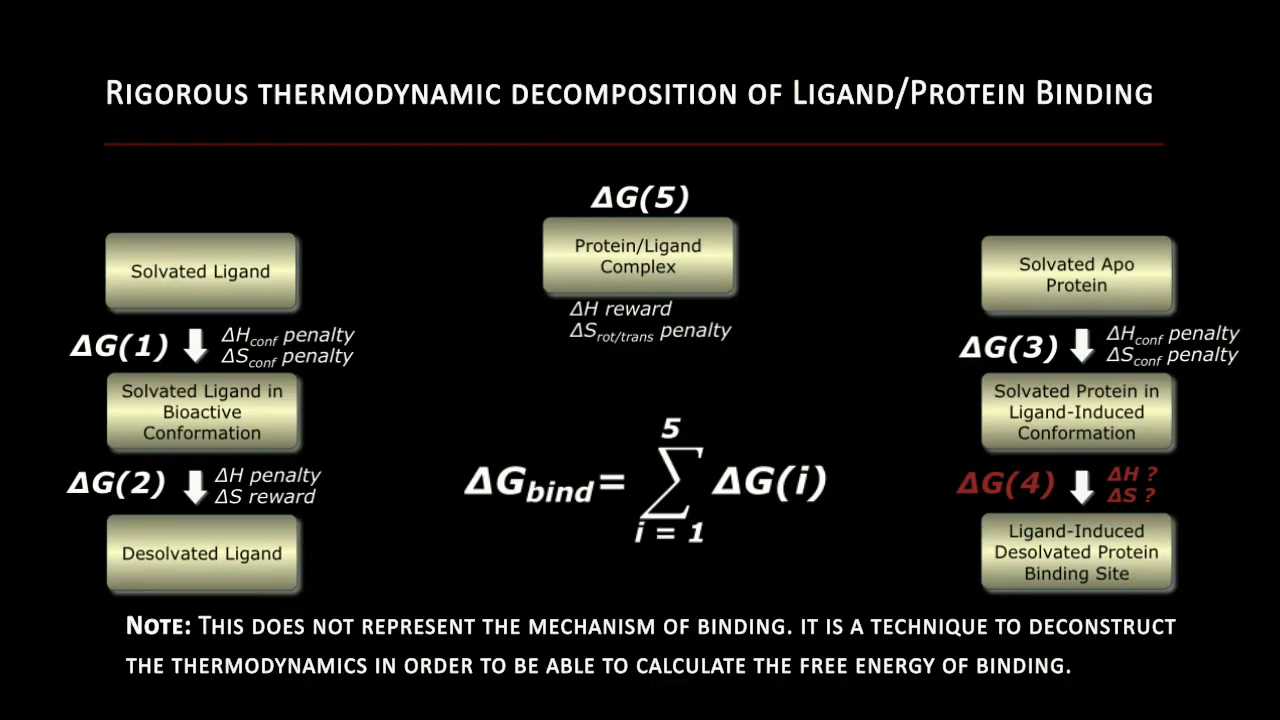 RIGOROUS THERMODYNAMIC DECOMPOSITION OF LIGAND/PROTEIN BINDING
ΔG(5)
Protein/Ligand
Complex
ΔH reward
ΔSrot/trans penalty
Solvated Ligand
ΔG(1)
ΔHconf penalty
ΔSconf penalty
Solvated Ligand in
Bioactive
Conformation
ΔG(2)
ΔH penalty
ΔS reward
Desolvated Ligand
5
ΔGbind= ∑ ΔG(i)
i = 1
Solvated Apo
Protein
ΔG(3)
ΔHconf penalty
ΔSconf penalty
Solvated Protein in
Ligand-Induced
Conformation
ΔG(4)
ΔH ?
ΔS ?
Ligand-Induced
Desolvated Protein
Binding Site
NOTE: THIS DOES NOT REPRESENT THE MECHANISM OF BINDING. IT IS A TECHNIQUE TO DECONSTRUCT
THE THERMODYNAMICS IN ORDER TO BE ABLE TO CALCULATE THE FREE ENERGY OF BINDING.